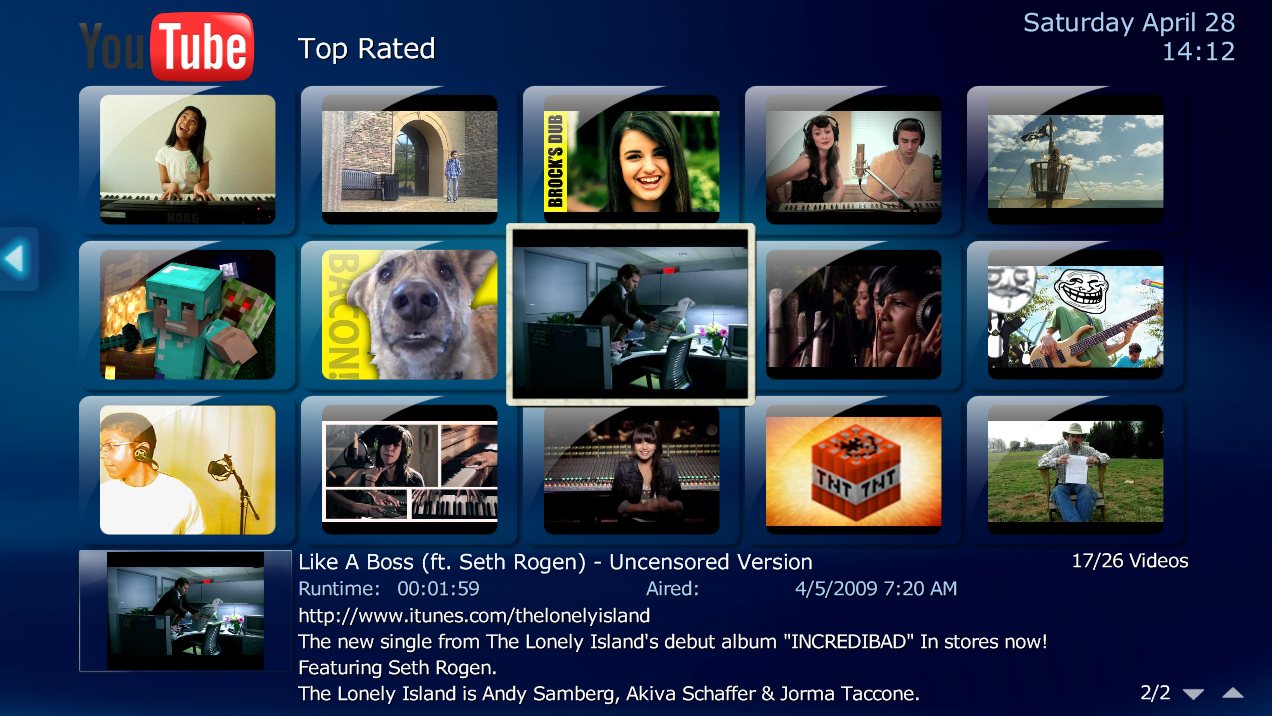 YouTube
Top Rated
Saturday April 28
14:12
KORG
BROCK'S DUB
BACON!
TNT TNT
Like A Boss (ft. Seth Rogen) - Uncensored Version
17/26 Videos
Runtime: 00:01:59 Aired: 4/5/2009 7:20 AM
http://www.itunes.com/thelonelyisland
The new single from The Lonely Island's debut album "INCREDIBAD" In stores now!
Featuring Seth Rogen.
The Lonely Island is Andy Samberg, Akiva Schaffer & Jorma Taccone.
2/2